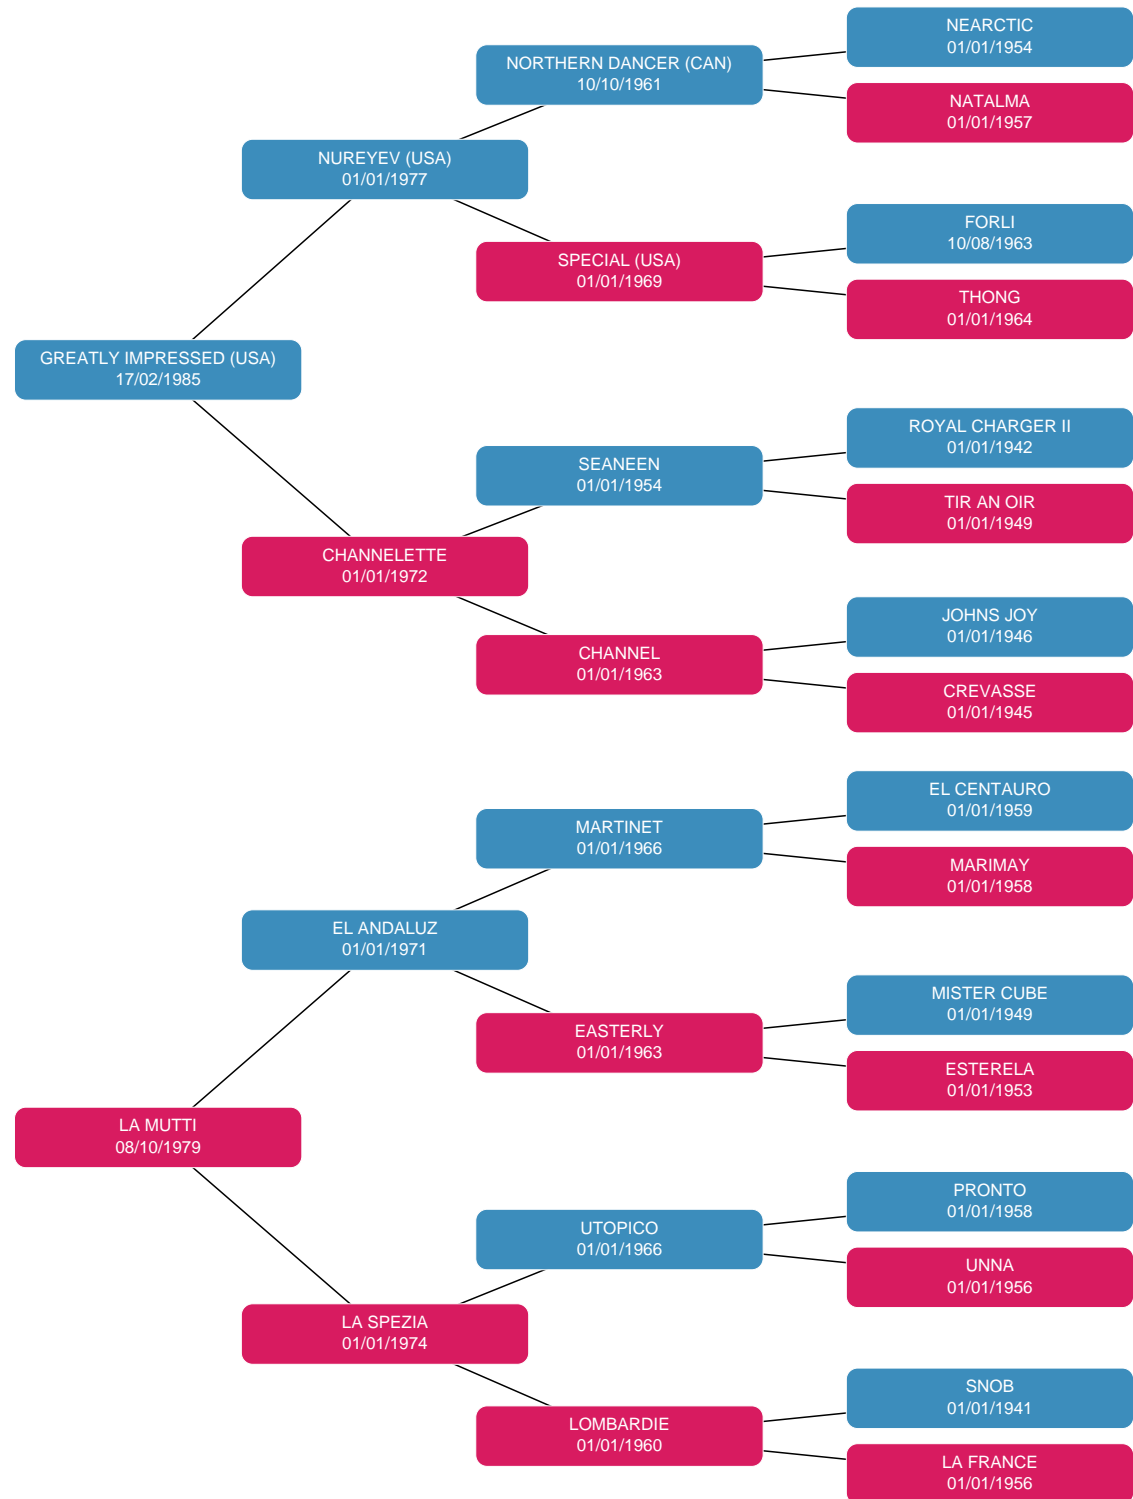 NEARCTIC
01/01/1954
NORTHERN DANCER (CAN)
10/10/1961
NATALMA
01/01/1957
NUREYEV (USA)
01/01/1977
FORLI
10/08/1963
SPECIAL (USA)
01/01/1969
THONG
01/01/1964
GREATLY IMPRESSED (USA)
17/02/1985
ROYAL CHARGER II
01/01/1942
SEANEEN
01/01/1954
TIR AN OIR
01/01/1949
CHANNELETTE
01/01/1972
JOHNS JOY
01/01/1946
CHANNEL
01/01/1963
CREVASSE
01/01/1945
EL CENTAURO
01/01/1959
MARTINET
01/01/1966
MARIMAY
01/01/1958
EL ANDALUZ
01/01/1971
MISTER CUBE
01/01/1949
EASTERLY
01/01/1963
ESTERELA
01/01/1953
LA MUTTI
08/10/1979
PRONTO
01/01/1958
UTOPICO
01/01/1966
UNNA
01/01/1956
LA SPEZIA
01/01/1974
SNOB
01/01/1941
LOMBARDIE
01/01/1960
LA FRANCE
01/01/1956